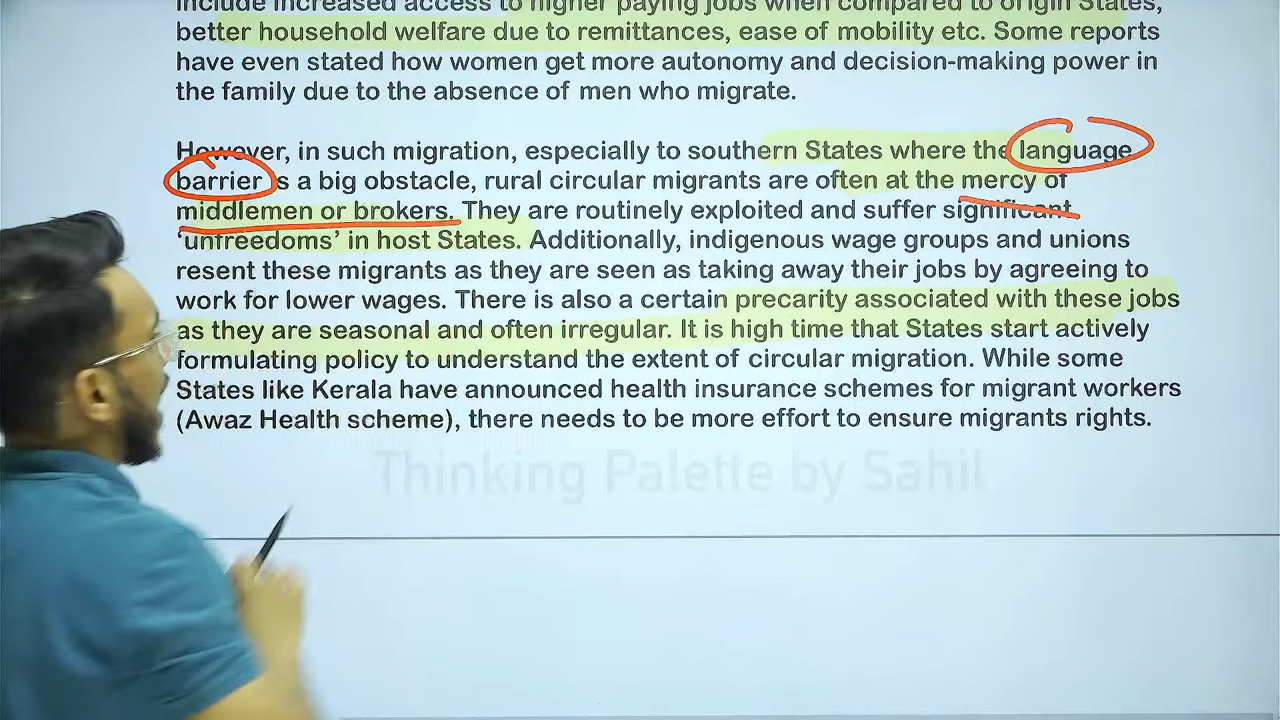 include increased access to higher paying jobs when compared to origin States,
better household welfare due to remittances, ease of mobility etc. Some reports
have even stated how women get more autonomy and decision-making power in
the family due to the absence of men who migrate.
However, in such migration, especially to southern States where the language
barrier is a big obstacle, rural circular migrants are often at the mercy of
middlemen or brokers. They are routinely exploited and suffer significant
‘unfreedoms’ in host States. Additionally, indigenous wage groups and unions
resent these migrants as they are seen as taking away their jobs by agreeing to
work for lower wages. There is also a certain precarity associated with these jobs
as they are seasonal and often irregular. It is high time that States start actively
formulating policy to understand the extent of circular migration. While some
States like Kerala have announced health insurance schemes for migrant workers
(Awaz Health scheme), there needs to be more effort to ensure migrants rights.
Thinking Palette by Sahil